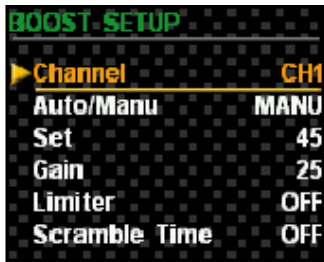 BOOST SETUP
Channel CH1
Auto/Manu MANU
Set 45
Gain 25
Limiter OFF
Scramble Time OFF